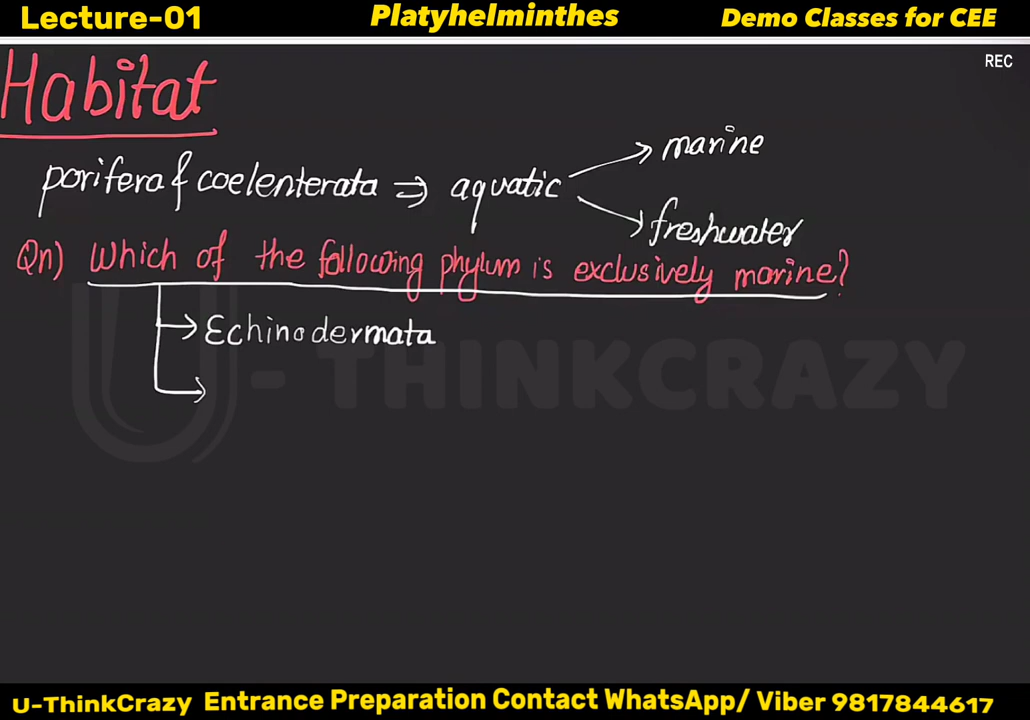 Lecture-01 Platyhelminthes Demo Classes for CEE
REC
Habitat
porifera & coelenterata ⇒ aquatic → marine
→ freshwater
Qn) Which of the following phylum is exclusively marine?
→ Echinodermata
→
U-THINKCRAZY
U-ThinkCrazy Entrance Preparation Contact WhatsApp/ Viber 9817844617